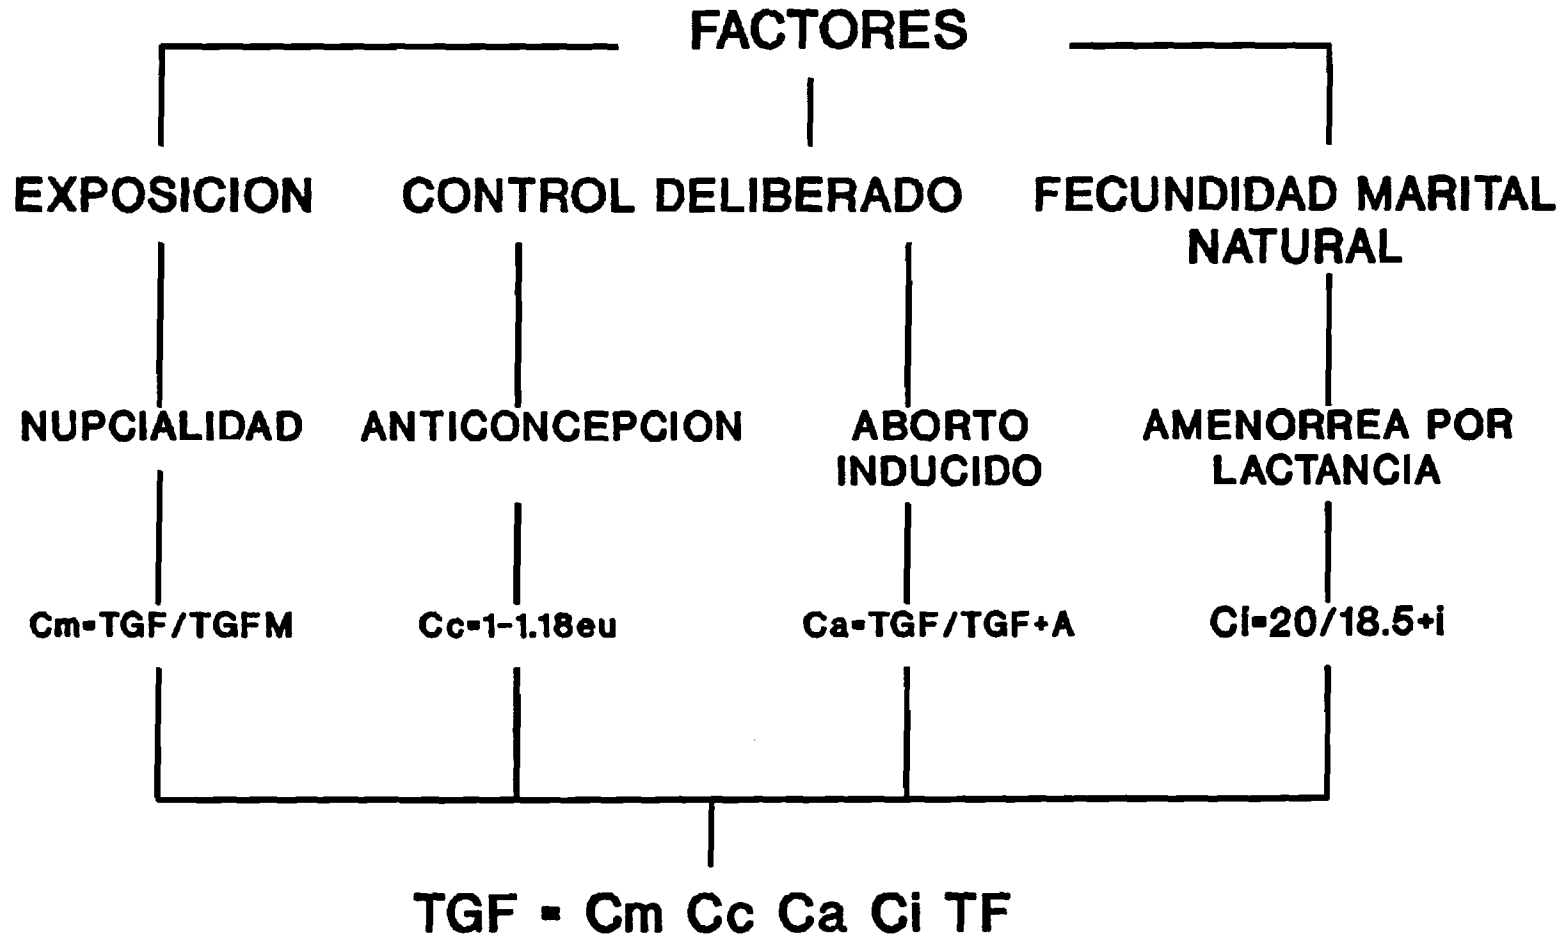 FACTORES
EXPOSICION
CONTROL DELIBERADO
FECUNDIDAD MARITAL
NATURAL
NUPCIALIDAD
ANTICONCEPCION
ABORTO
INDUCIDO
AMENORREA POR
LACTANCIA
Cm=TGF/TGFM
Cc=1-1.18eu
Ca=TGF/TGF+A
Ci=20/18.5+i
TGF = Cm Cc Ca Ci TF